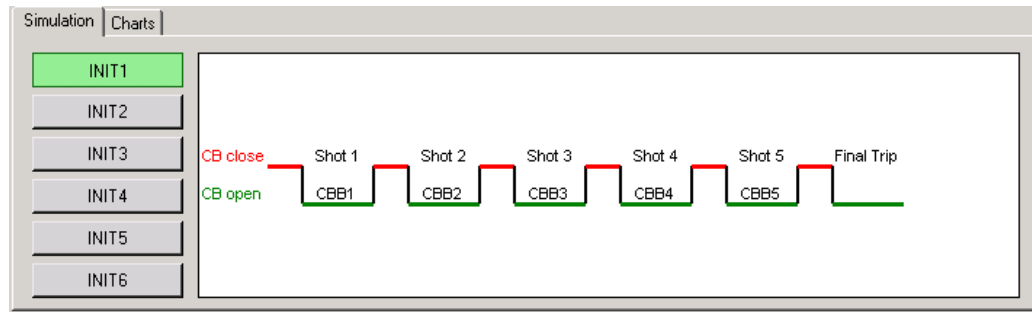 Simulation Charts
INIT1
INIT2
INIT3
INIT4
INIT5
INIT6
CB close Shot 1 Shot 2 Shot 3 Shot 4 Shot 5 Final Trip
CB open CBB1 CBB2 CBB3 CBB4 CBB5